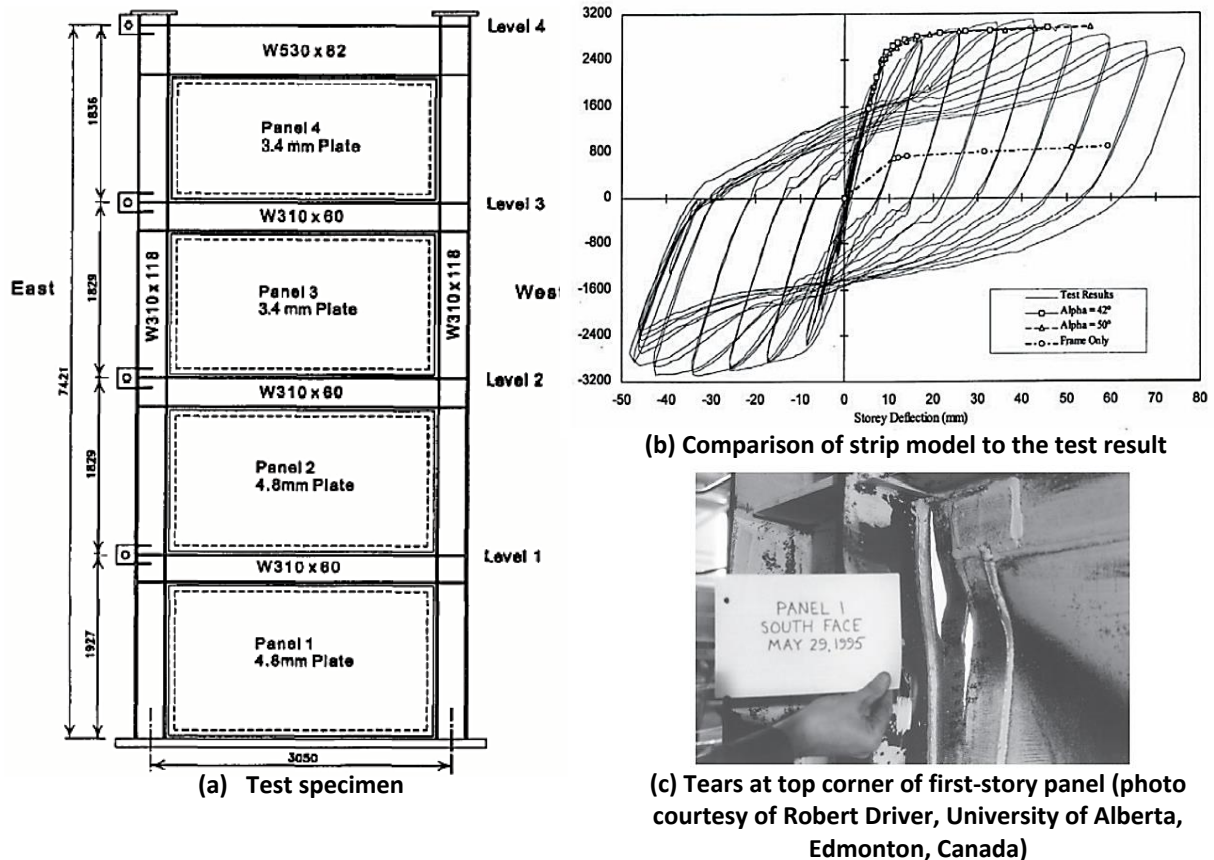 Level 4
W530 x 82
1836
Panel 4
3.4 mm Plate
Level 3
W310 x 60
East
W310 x 118
1829
Panel 3
3.4 mm Plate
W310 x 118
West
7421
Level 2
W310 x 60
1829
Panel 2
4.8mm Plate
Level 1
W310 x 60
1927
Panel 1
4.8mm Plate
3050
(a) Test specimen
3200
2400
1600
800
0
-800
-1600
-2400
-3200
Test Results
Alpha = 42°
Alpha = 50°
Frame Only
-50 -40 -30 -20 -10 0 10 20 30 40 50 60 70 80
Storey Deflection (mm)
(b) Comparison of strip model to the test result
PANEL 1
SOUTH FACE
MAY 29, 1995
(c) Tears at top corner of first-story panel (photo
courtesy of Robert Driver, University of Alberta,
Edmonton, Canada)